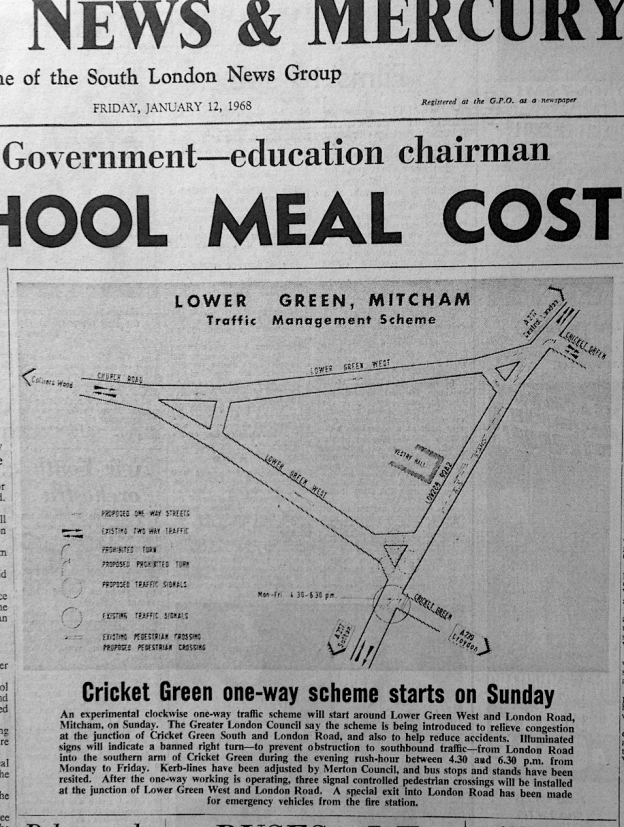 NEWS & MERCURY
ne of the South London News Group
FRIDAY, JANUARY 12, 1968
Registered at the G.P.O. as a newspaper
Government—education chairman
HOOL MEAL COST
LOWER GREEN, MITCHAM
Traffic Management Scheme
A.217
Central London
CRICKET GREEN
LOWER GREEN WEST
Colliers Wood
CHURCH ROAD
VESTRY HALL
LONDON ROAD
LOWER GREEN WEST
PROPOSED ONE WAY STREETS
EXISTING TWO WAY TRAFFIC
PROHIBITED TURN
PROPOSED PROHIBITED TURN
PROPOSED TRAFFIC SIGNALS
EXISTING TRAFFIC SIGNALS
EXISTING PEDESTRIAN CROSSING
PROPOSED PEDESTRIAN CROSSING
Mon-Fri 4.30-6.30 pm.
CRICKET GREEN
A.217
Sutton
Croydon
Cricket Green one-way scheme starts on Sunday
An experimental clockwise one-way traffic scheme will start around Lower Green West and London Road,
Mitcham, on Sunday. The Greater London Council say the scheme is being introduced to relieve congestion
at the junction of Cricket Green South and London Road, and also to help reduce accidents. Illuminated
signs will indicate a banned right turn—to prevent obstruction to southbound traffic—from London Road
into the southern arm of Cricket Green during the evening rush-hour between 4.30 and 6.30 p.m. from
Monday to Friday. Kerb-lines have been adjusted by Merton Council, and bus stops and stands have been
resited. After the one-way working is operating, three signal controlled pedestrian crossings will be installed
at the junction of Lower Green West and London Road. A special exit into London Road has been made
for emergency vehicles from the fire station.